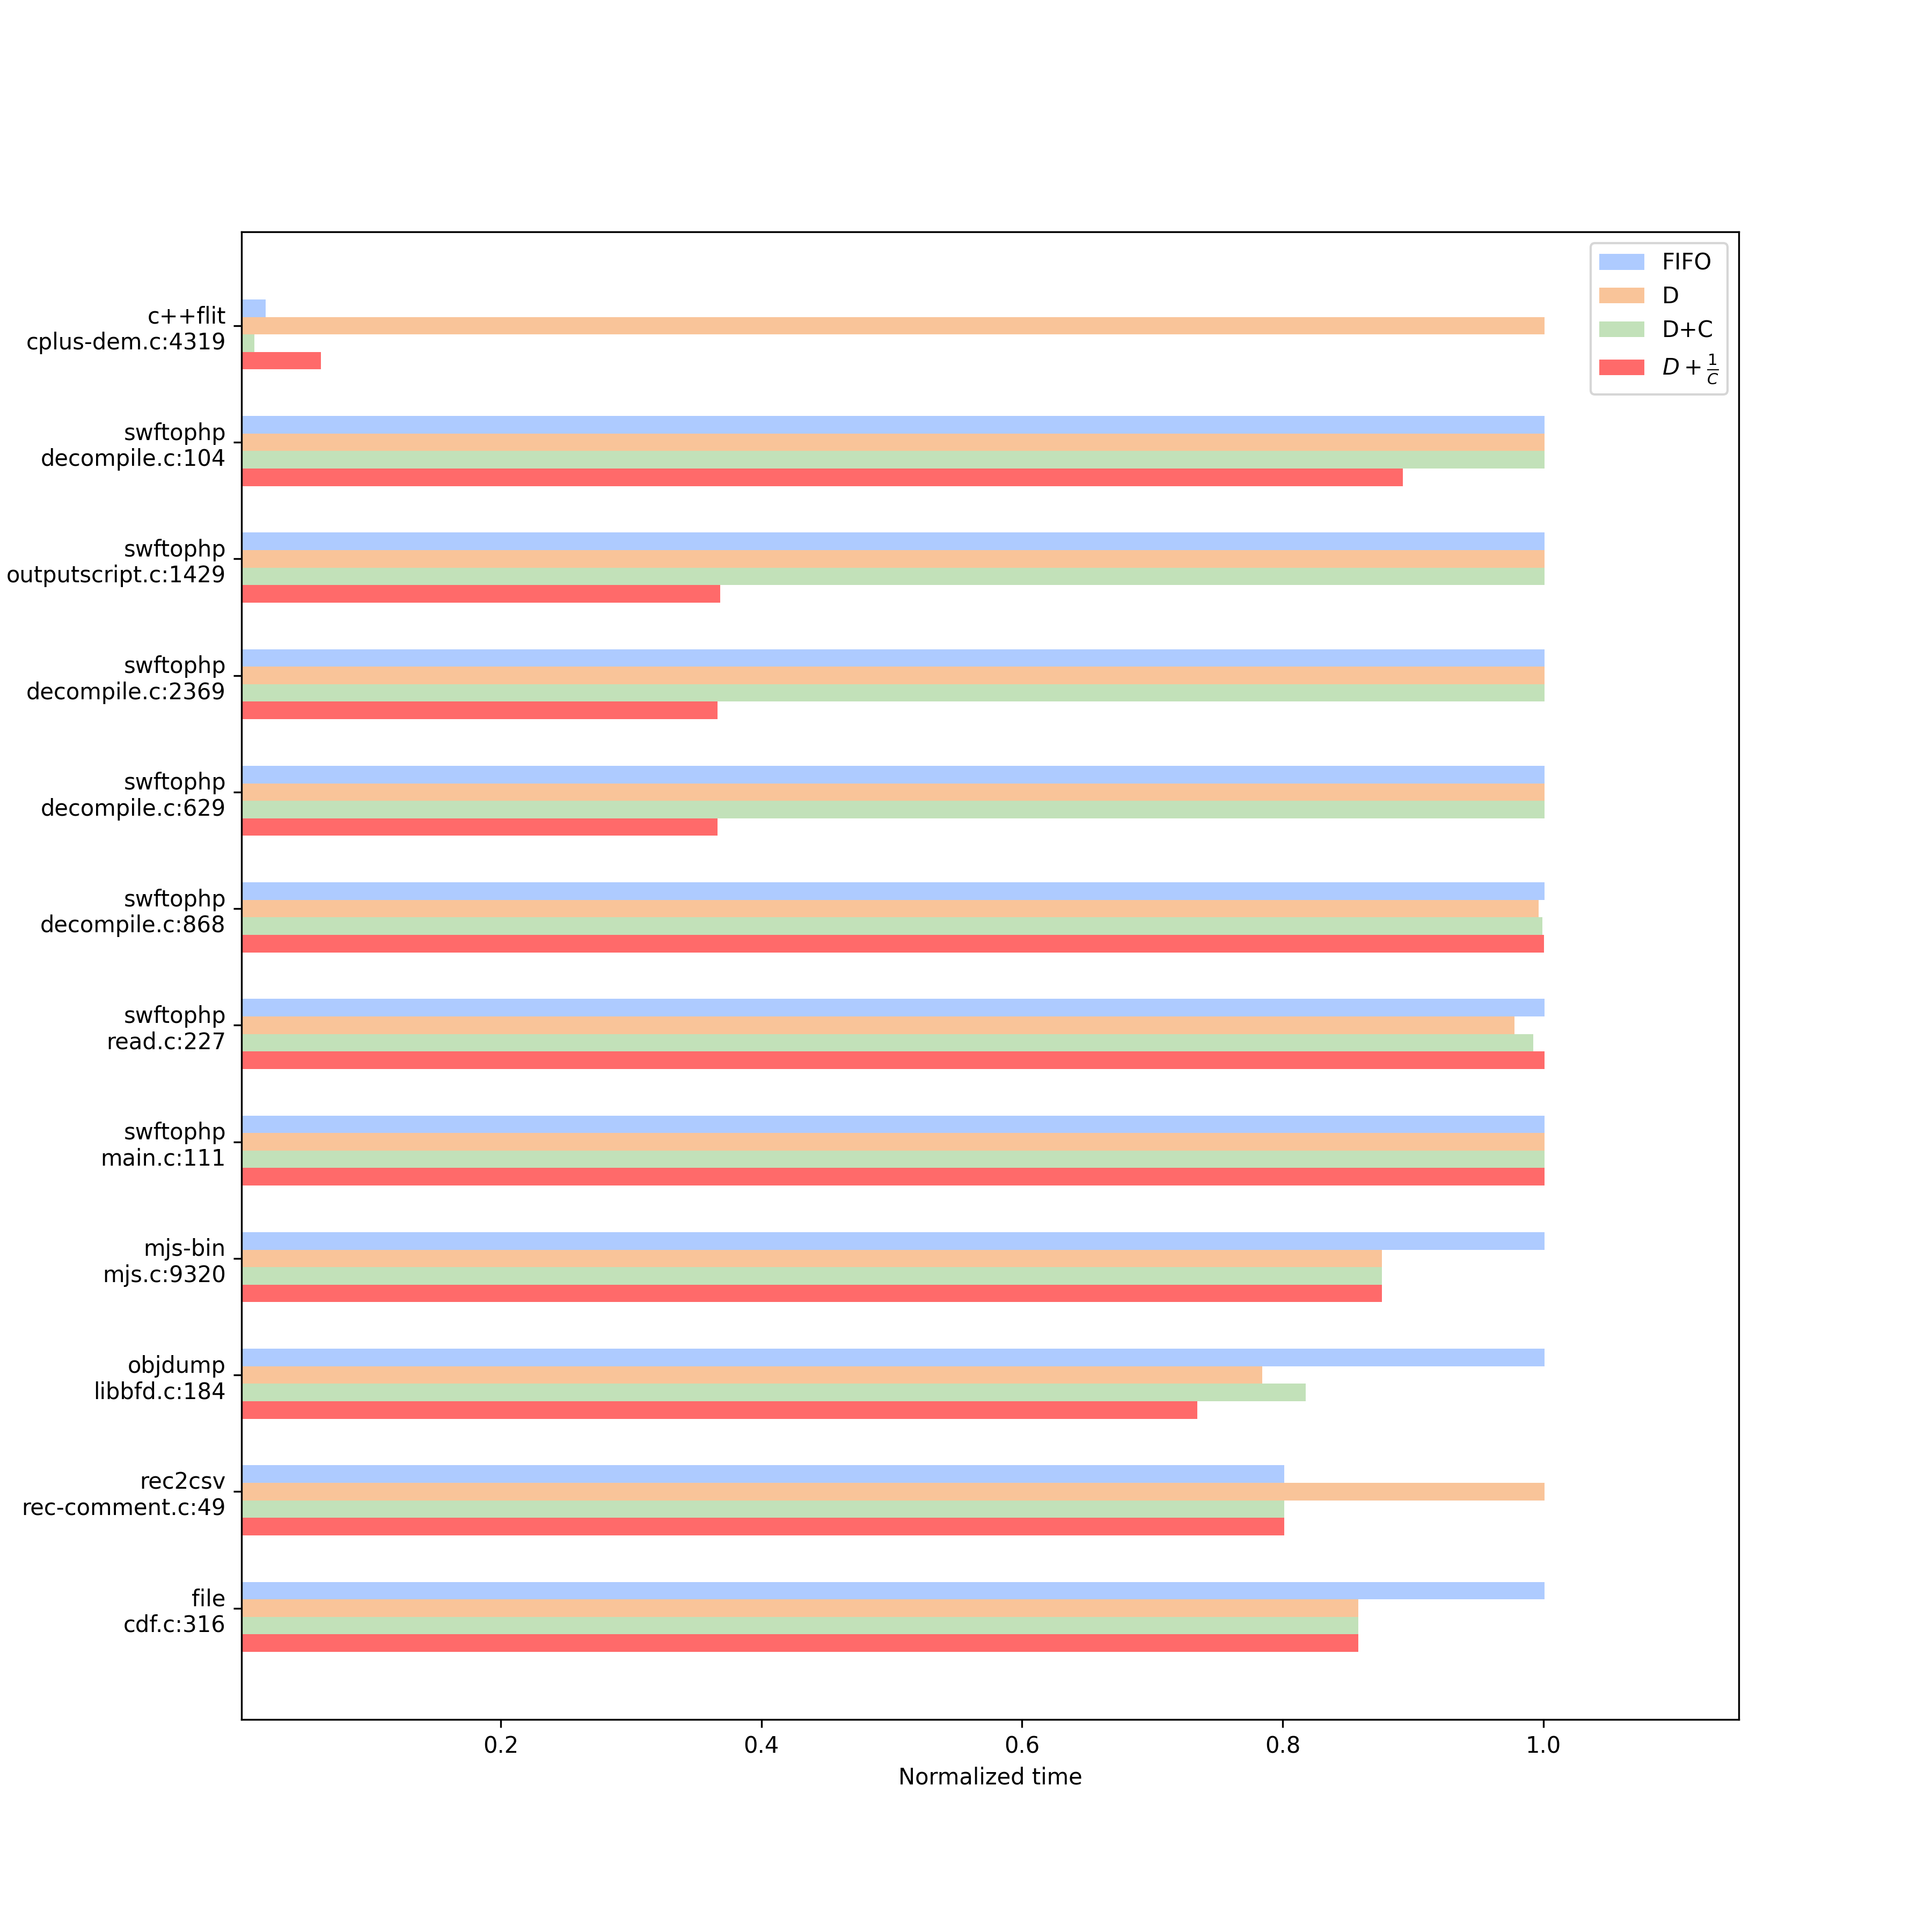 FIFO
D
D+C
D + 1/C
c++flit
cplus-dem.c:4319
swftophp
decompile.c:104
swftophp
outputscript.c:1429
swftophp
decompile.c:2369
swftophp
decompile.c:629
swftophp
decompile.c:868
swftophp
read.c:227
swftophp
main.c:111
mjs-bin
mjs.c:9320
objdump
libbfd.c:184
rec2csv
rec-comment.c:49
file
cdf.c:316
0.2 0.4 0.6 0.8 1.0
Normalized time